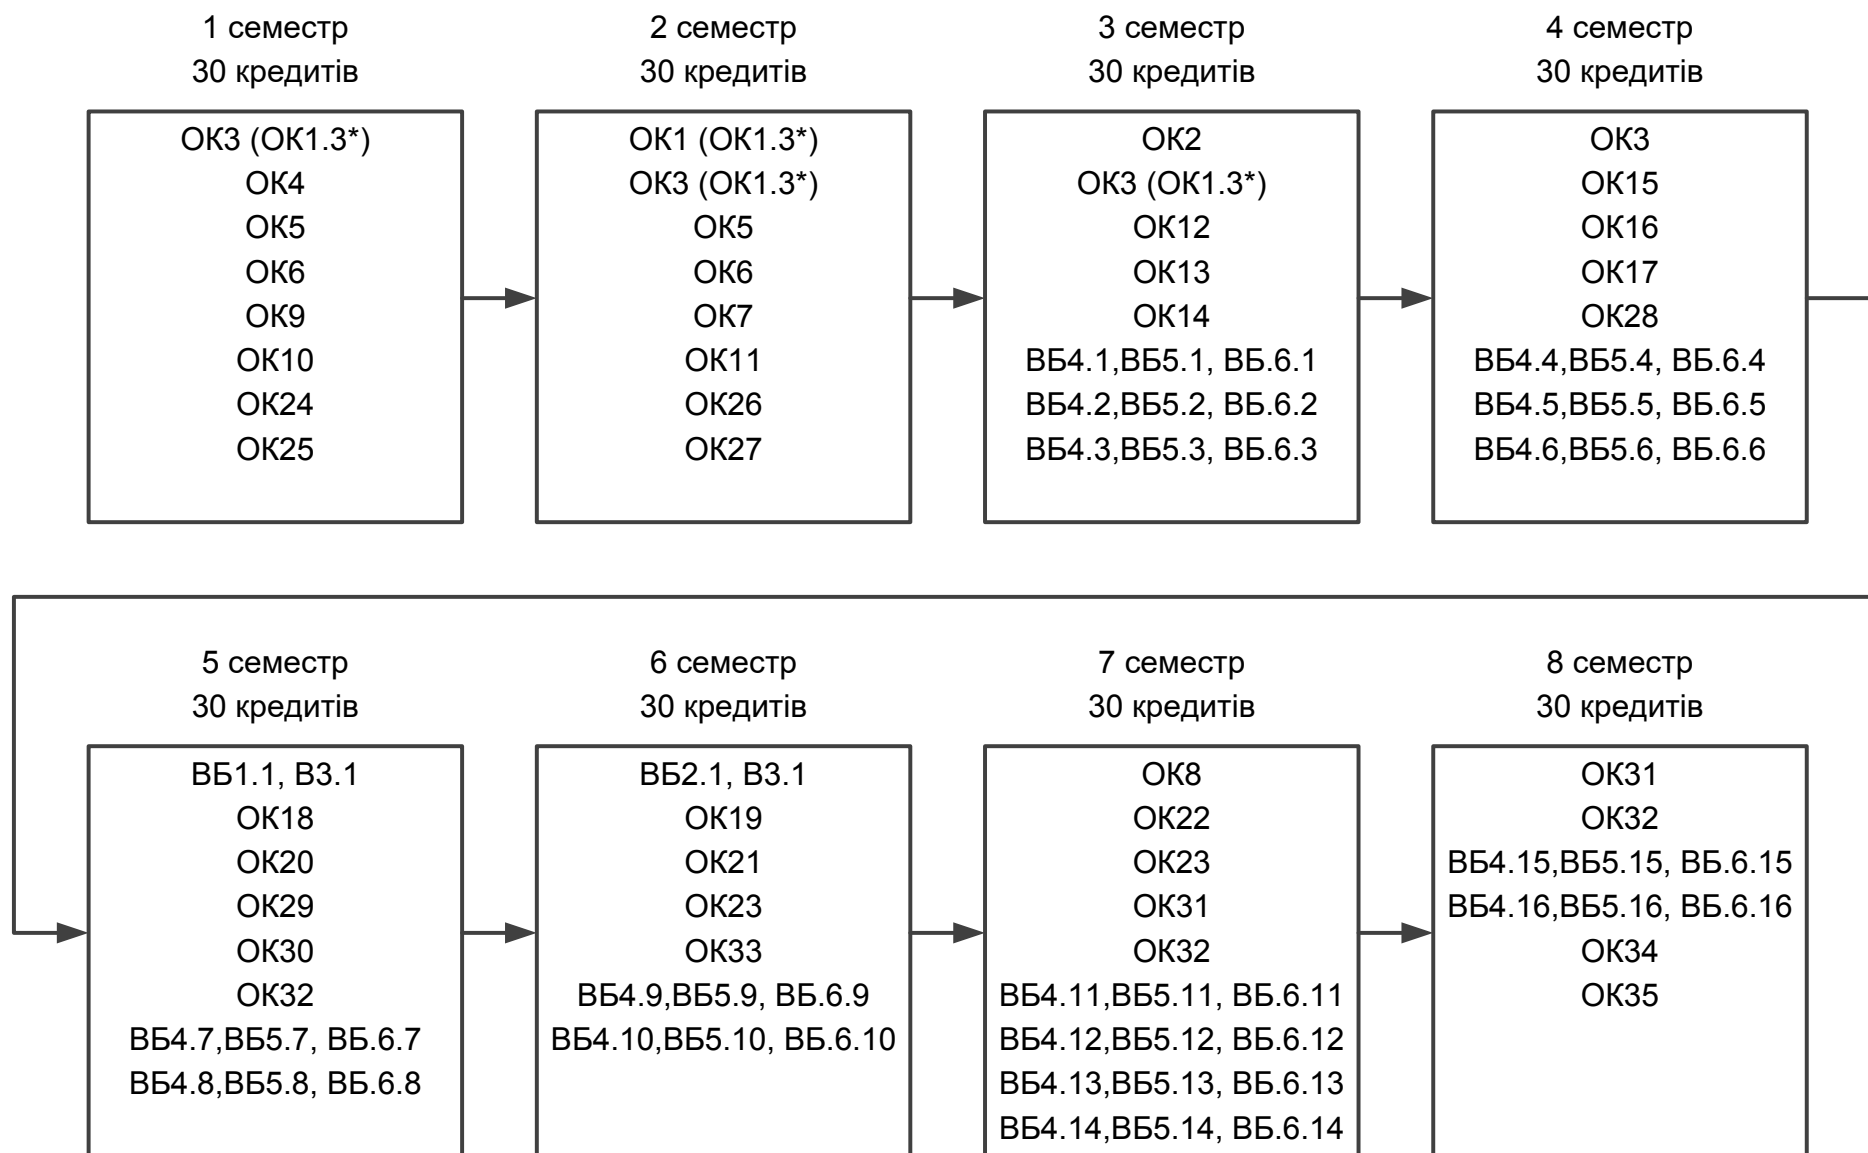 1 семестр
30 кредитів
ОК3 (ОК1.3*)
ОК4
ОК5
ОК6
ОК9
ОК10
ОК24
ОК25
2 семестр
30 кредитів
ОК1 (ОК1.3*)
ОК3 (ОК1.3*)
ОК5
ОК6
ОК7
ОК11
ОК26
ОК27
3 семестр
30 кредитів
ОК2
ОК3 (ОК1.3*)
ОК12
ОК13
ОК14
ВБ4.1,ВБ5.1, ВБ.6.1
ВБ4.2,ВБ5.2, ВБ.6.2
ВБ4.3,ВБ5.3, ВБ.6.3
4 семестр
30 кредитів
ОК3
ОК15
ОК16
ОК17
ОК28
ВБ4.4,ВБ5.4, ВБ.6.4
ВБ4.5,ВБ5.5, ВБ.6.5
ВБ4.6,ВБ5.6, ВБ.6.6
5 семестр
30 кредитів
ВБ1.1, В3.1
ОК18
ОК20
ОК29
ОК30
ОК32
ВБ4.7,ВБ5.7, ВБ.6.7
ВБ4.8,ВБ5.8, ВБ.6.8
6 семестр
30 кредитів
ВБ2.1, В3.1
ОК19
ОК21
ОК23
ОК33
ВБ4.9,ВБ5.9, ВБ.6.9
ВБ4.10,ВБ5.10, ВБ.6.10
7 семестр
30 кредитів
ОК8
ОК22
ОК23
ОК31
ОК32
ВБ4.11,ВБ5.11, ВБ.6.11
ВБ4.12,ВБ5.12, ВБ.6.12
ВБ4.13,ВБ5.13, ВБ.6.13
ВБ4.14,ВБ5.14, ВБ.6.14
8 семестр
30 кредитів
ОК31
ОК32
ВБ4.15,ВБ5.15, ВБ.6.15
ВБ4.16,ВБ5.16, ВБ.6.16
ОК34
ОК35